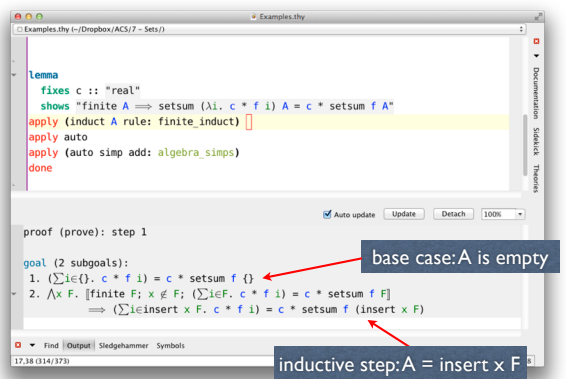 Examples.thy
Examples.thy (~/Dropbox/ACS/7 - Sets/)
lemma
fixes c :: "real"
shows "finite A ⟹ setsum (λi. c * f i) A = c * setsum f A"
apply (induct A rule: finite_induct)
apply auto
apply (auto simp add: algebra_simps)
done
Documentation
Sidekick
Theories
Auto update
Update
Detach
100%
proof (prove): step 1
goal (2 subgoals):
1. (∑i∈{}. c * f i) = c * setsum f {}
2. ⋀x F. ⟦finite F; x ∉ F; (∑i∈F. c * f i) = c * setsum f F⟧
⟹ (∑i∈insert x F. c * f i) = c * setsum f (insert x F)
base case: A is empty
inductive step: A = insert x F
Find
Output
Sledgehammer
Symbols
17,38 (314/373)